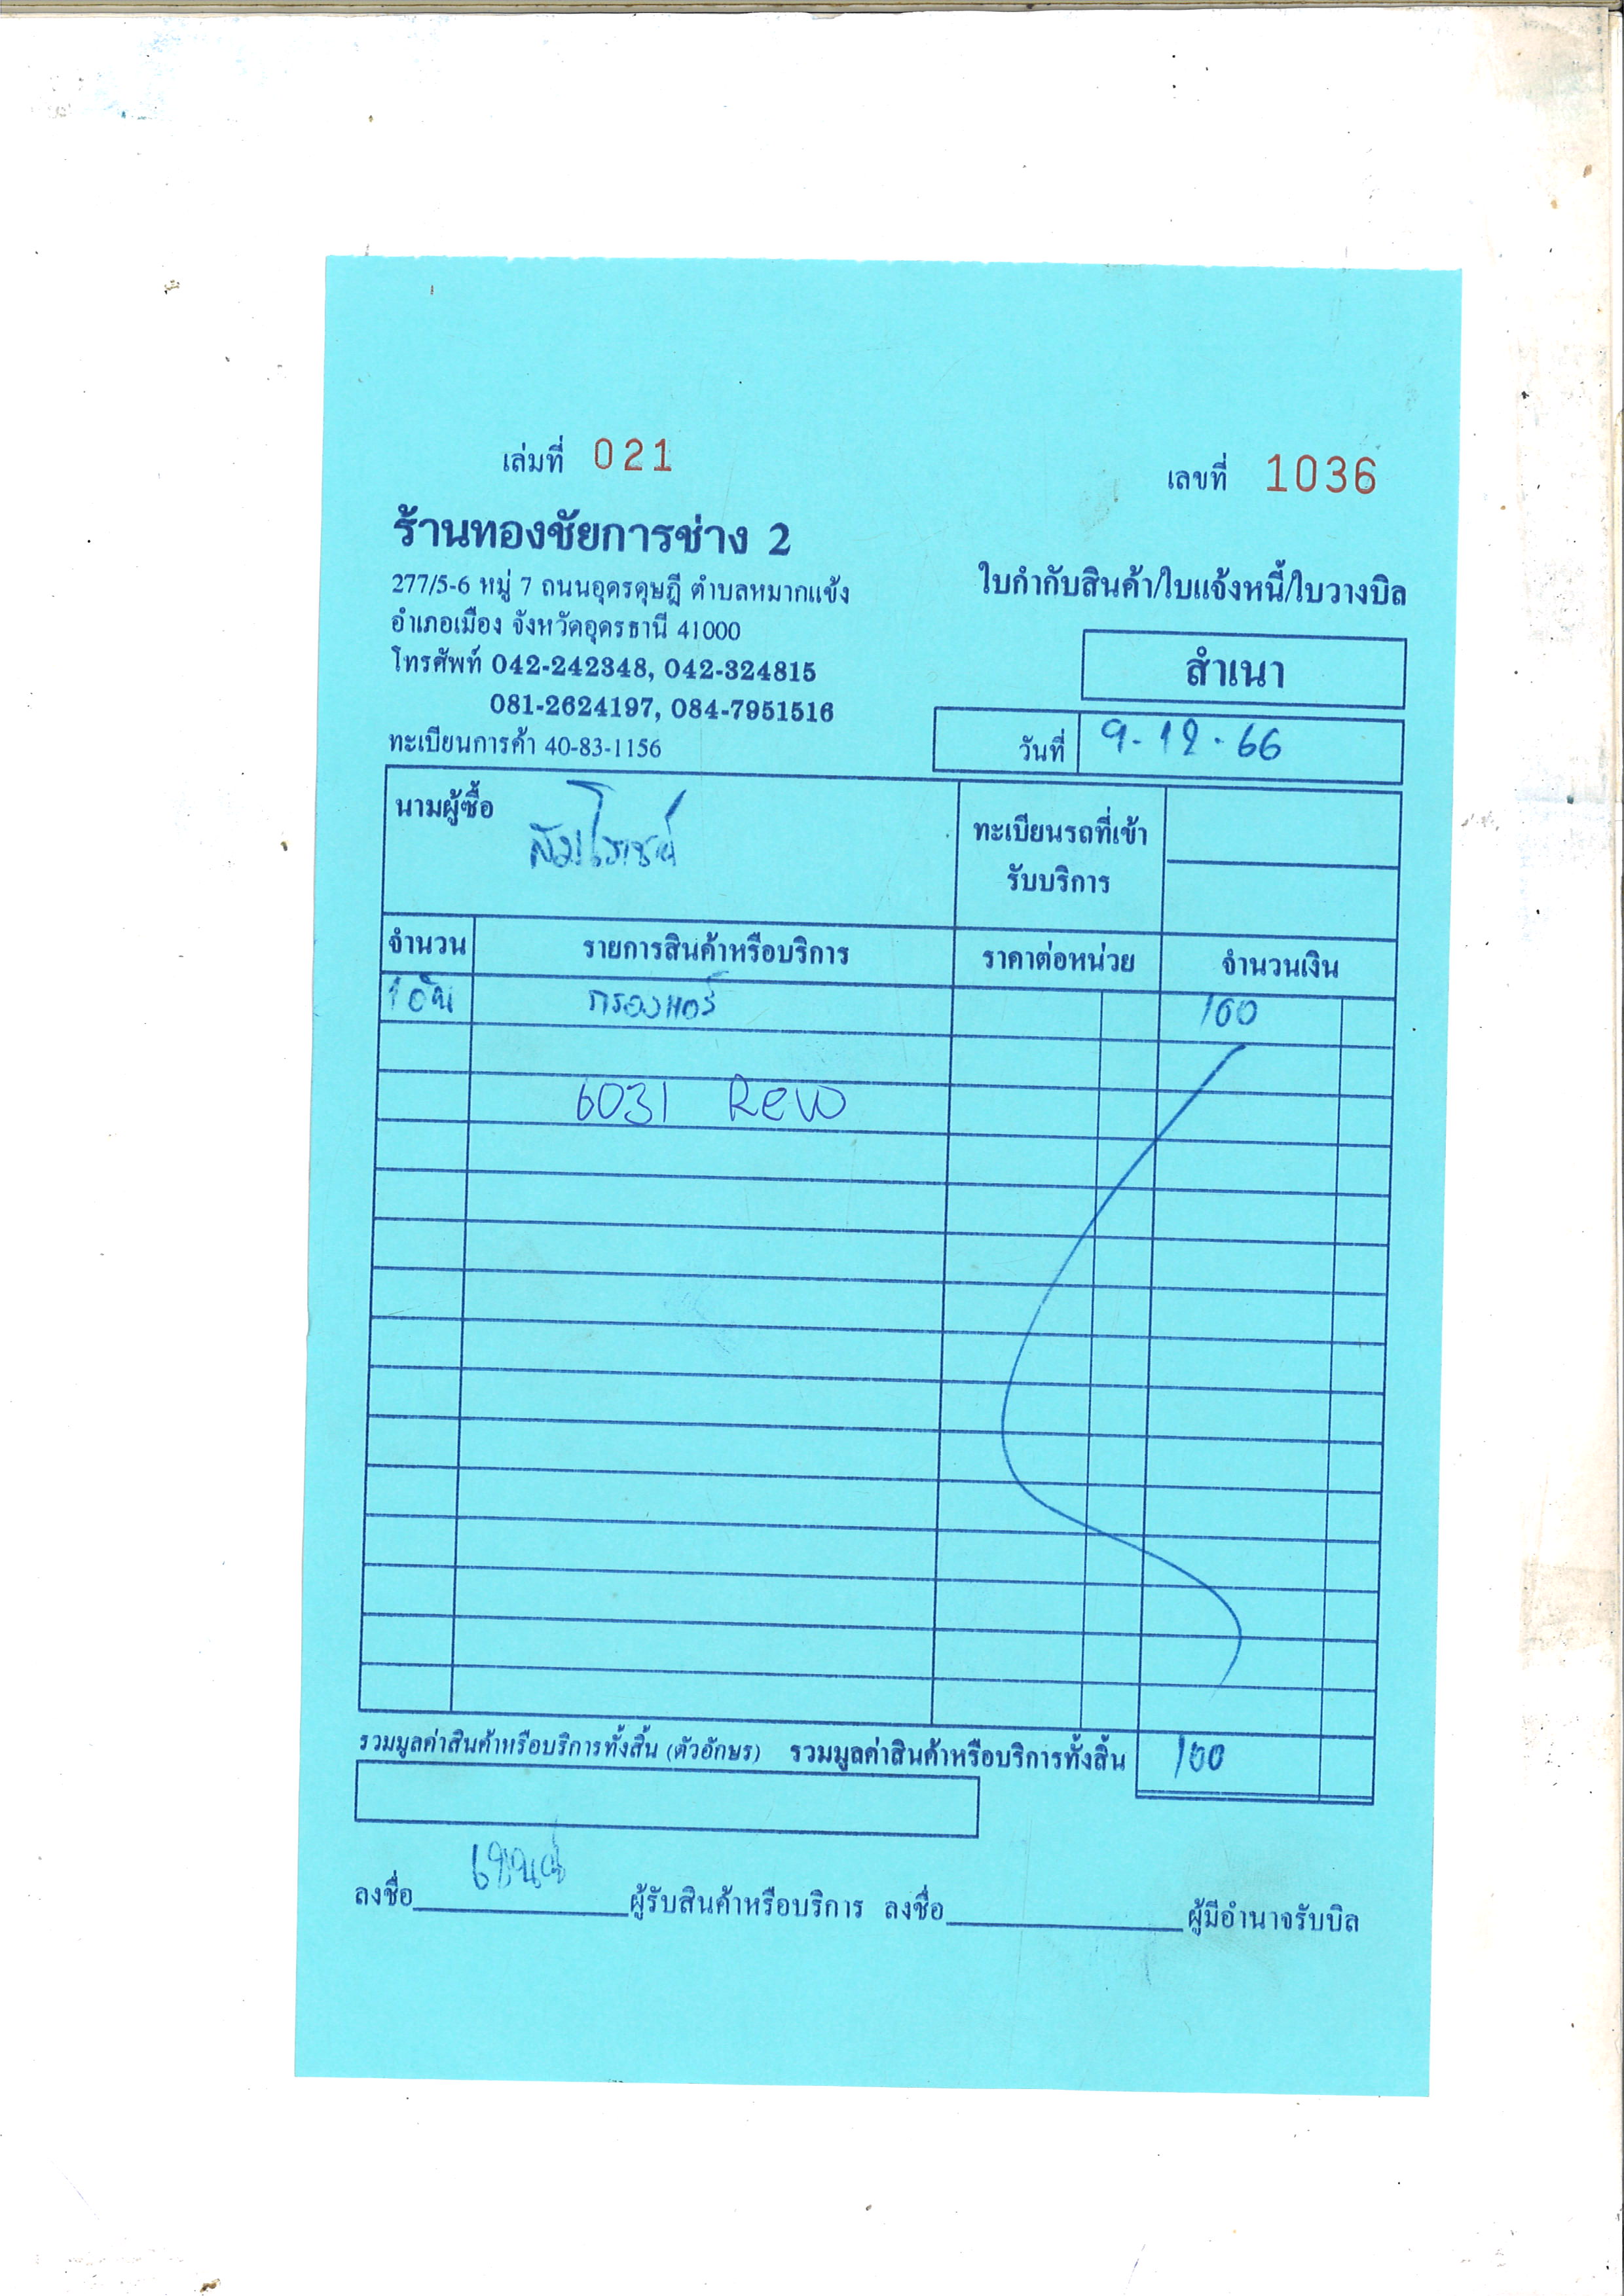 เล่มที่ 021
เลขที่ 1036
ร้านทองชัยการช่าง 2
277/5-6 หมู่ 7 ถนนอุดรดุษฎี ตำบลหมากแข้ง
อำเภอเมือง จังหวัดอุดรธานี 41000
โทรศัพท์ 042-242348, 042-324815
081-2624197, 084-7951516
ทะเบียนการค้า 40-83-1156
ใบกำกับสินค้า/ใบแจ้งหนี้/ใบวางบิล
สำเนา
วันที่ 9-12-66
นามผู้ซื้อ
ทะเบียนรถที่เข้า
รับบริการ
จำนวน รายการสินค้าหรือบริการ ราคาต่อหน่วย จำนวนเงิน
1 อัน กรองแอร์ 100
6031 Revo
รวมมูลค่าสินค้าหรือบริการทั้งสิ้น (ตัวอักษร) รวมมูลค่าสินค้าหรือบริการทั้งสิ้น 100
ลงชื่อ ผู้รับสินค้าหรือบริการ ลงชื่อ ผู้มีอำนาจรับบิล